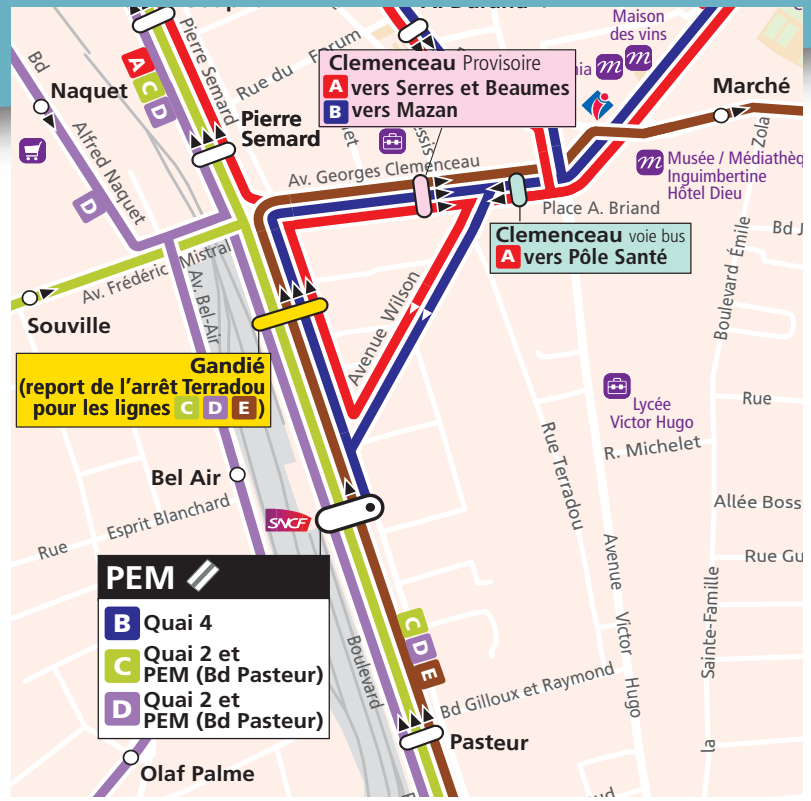 Maison
des vins
Bd
Alfred Naquet
Naquet
A
C
D
Pierre Semard
Rue du Forum
Pierre
Semard
Clemenceau Provisoire
A vers Serres et Beaumes
B vers Mazan
Marché
Musée / Médiathèq
Inguimbertine
Hôtel Dieu
Zola
Boulevard Émile
Bd J
Av. Georges Clemenceau
Place A. Briand
Clemenceau voie bus
A vers Pôle Santé
D
Av. Frédéric Mistral
Souville
Av. Bel-Air
Avenue Wilson
Gandié
(report de l'arrêt Terradou
pour les lignes C D E)
Lycée
Victor Hugo
Rue
R. Michelet
Rue Terradou
Bel Air
Rue Esprit Blanchard
SNCF
Allée Boss
Rue Gu
PEM
B Quai 4
C Quai 2 et
PEM (Bd Pasteur)
D Quai 2 et
PEM (Bd Pasteur)
C
D
E
Boulevard
Avenue Victor Hugo
la Sainte-Famille
Bd Gilloux et Raymond
Pasteur
Olaf Palme